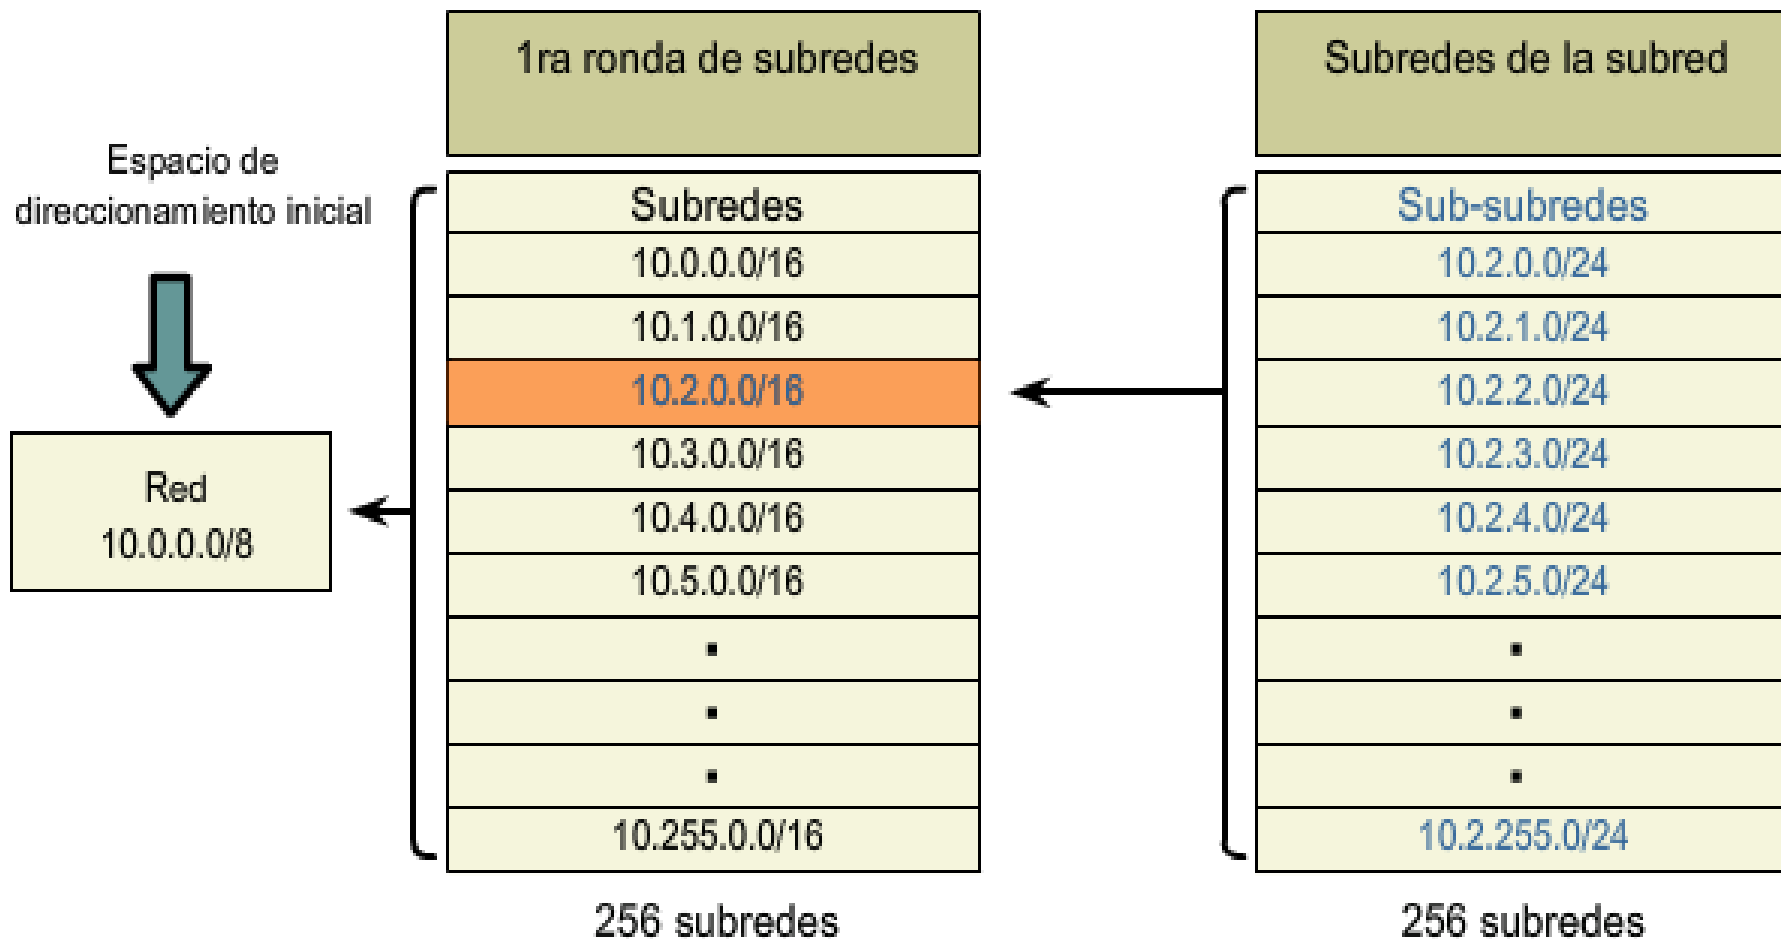 Espacio de
direccionamiento inicial
Red
10.0.0.0/8
1ra ronda de subredes
Subredes
10.0.0.0/16
10.1.0.0/16
10.2.0.0/16
10.3.0.0/16
10.4.0.0/16
10.5.0.0/16
.
.
.
10.255.0.0/16
256 subredes
Subredes de la subred
Sub-subredes
10.2.0.0/24
10.2.1.0/24
10.2.2.0/24
10.2.3.0/24
10.2.4.0/24
10.2.5.0/24
.
.
.
10.2.255.0/24
256 subredes